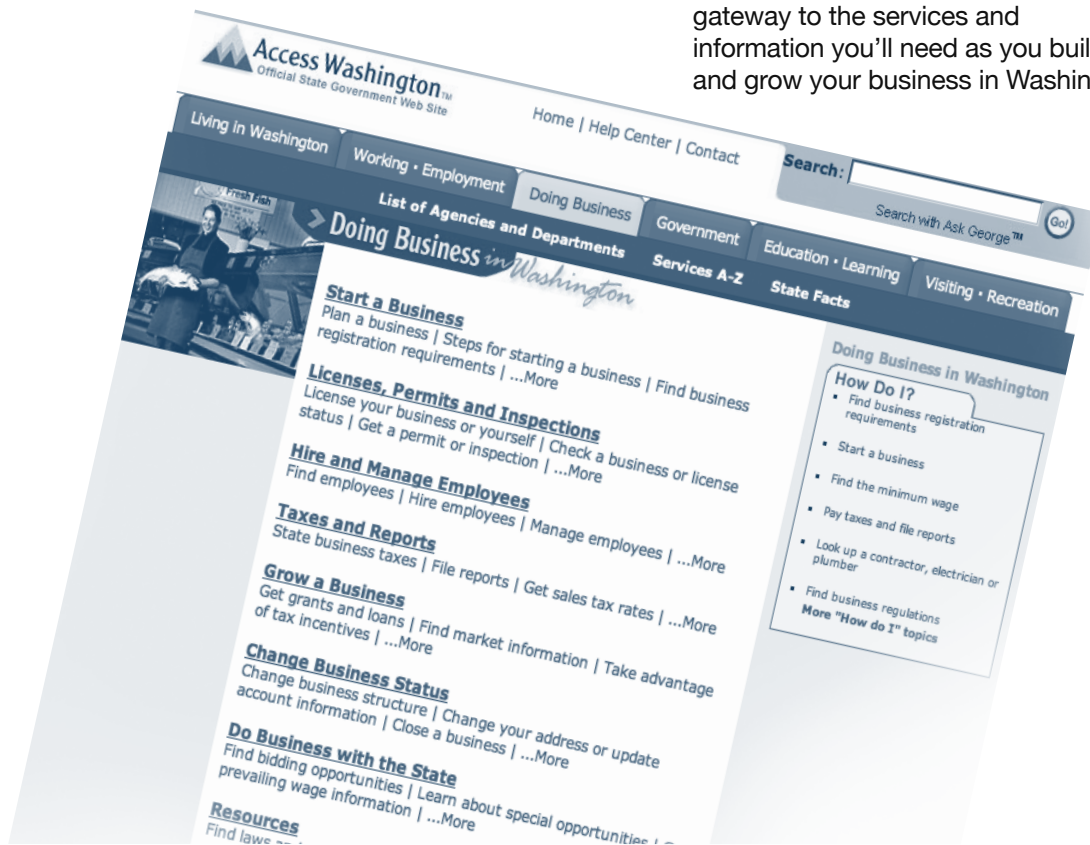 gateway to the services and
information you'll need as you
and grow your business in
Access Washington TM
Official State Government Web Site
Home | Help Center | Contact
Search:
Go!
Search with Ask George™
Living in Washington
Working • Employment
Doing Business
Government
Education • Learning
Visiting • Recreation
List of Agencies and Departments
Services A-Z
State Facts
Fresh Fish
Doing Business in Washington
Start a Business
Plan a business | Steps for starting a business | Find business
registration requirements | ...More
Licenses, Permits and Inspections
License your business or yourself | Check a business or license
status | Get a permit or inspection | ...More
Hire and Manage Employees
Find employees | Hire employees | Manage employees | ...More
Taxes and Reports
State business taxes | File reports | Get sales tax rates | ...More
Grow a Business
Get grants and loans | Find market information | Take advantage
of tax incentives | ...More
Change Business Status
Change business structure | Change your address or update
account information | Close a business | ...More
Do Business with the State
Find bidding opportunities | Learn about special opportunities |
prevailing wage information | ...More
Resources
Find laws
Doing Business in Washington
How Do I?
▪ Find business registration
requirements
▪ Start a business
▪ Find the minimum wage
▪ Pay taxes and file reports
▪ Look up a contractor, electrician or
plumber
▪ Find business regulations
More "How do I" topics